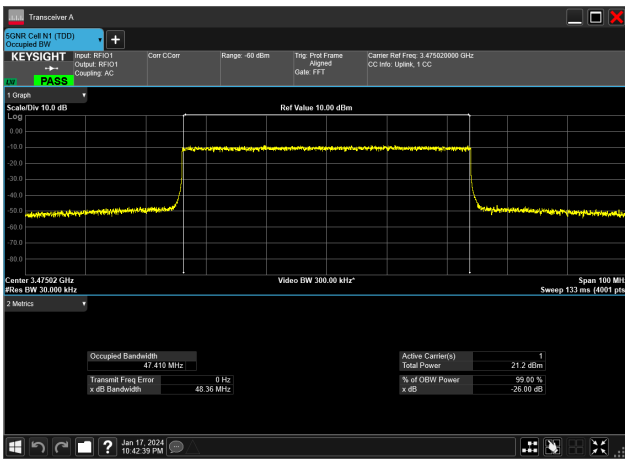 Transceiver A
5GNR Cell N1 (TDD)
Occupied BW
KEYSIGHT
PASS
Input: RFIO1
Output: RFIO1
Coupling: AC
Corr CCorr
Range: -60 dBm
Trig: Prot Frame
Aligned
Gate: FFT
Carrier Ref Freq: 3.475020000 GHz
CC Info: Uplink, 1 CC
1 Graph
Scale/Div 10.0 dB
Ref Value 10.00 dBm
Log
0.00
-10.0
-20.0
-30.0
-40.0
-50.0
-60.0
-70.0
-80.0
Center 3.47502 GHz
#Res BW 30.000 kHz
Video BW 300.00 kHz*
Span 100 MHz
Sweep 133 ms (4001 pts
2 Metrics
Occupied Bandwidth
47.410 MHz
Transmit Freq Error 0 Hz
x dB Bandwidth 48.36 MHz
Active Carrier(s) 1
Total Power 21.2 dBm
% of OBW Power 99.00 %
x dB -26.00 dB
Jan 17, 2024
10:42:39 PM